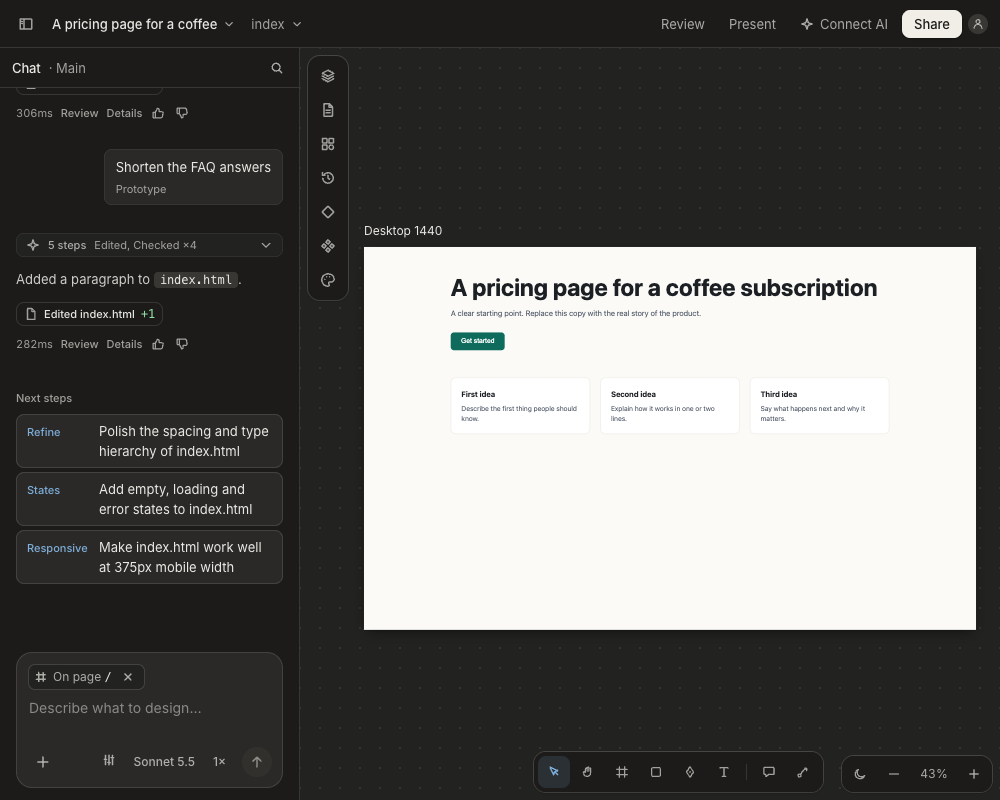 A pricing page for a coffee
index
Review
Present
Connect AI
Share
Chat · Main
306ms Review Details
Shorten the FAQ answers
Prototype
5 steps Edited, Checked ×4
Added a paragraph to index.html.
Edited index.html +1
282ms Review Details
Next steps
Refine
Polish the spacing and type
hierarchy of index.html
States
Add empty, loading and
error states to index.html
Responsive
Make index.html work well
at 375px mobile width
On page /
Describe what to design...
Sonnet 5.5 1×
Desktop 1440
A pricing page for a coffee subscription
A clear starting point. Replace this copy with the real story of the product.
Get started
First idea
Describe the first thing people should
know.
Second idea
Explain how it works in one or two
lines.
Third idea
Say what happens next and why it
matters.
43%